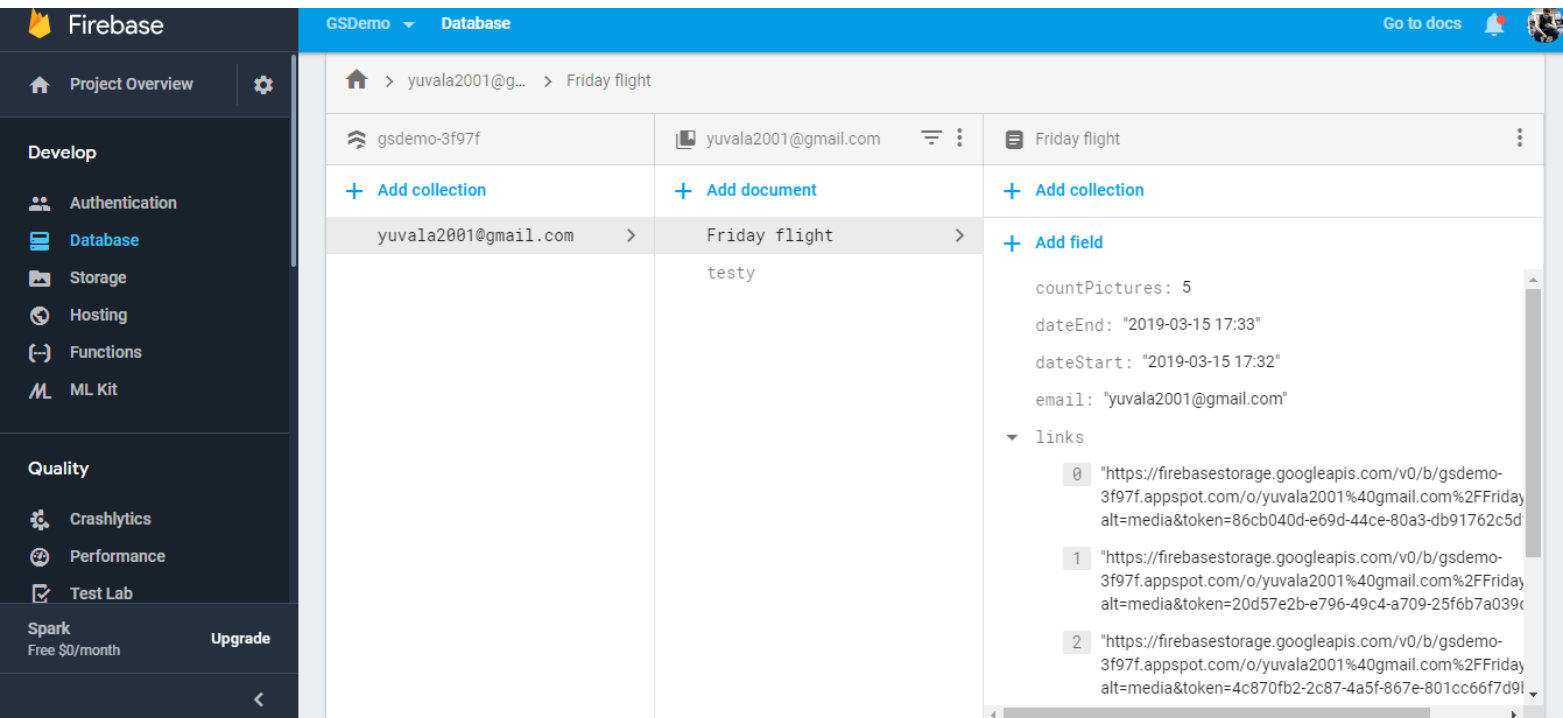 Firebase
GSDemo
Database
Go to docs
Project Overview
yuvala2001@g... > Friday flight
Develop
Authentication
Database
Storage
Hosting
Functions
ML Kit
Quality
Crashlytics
Performance
Test Lab
Spark
Free $0/month
Upgrade
gsdemo-3f97f
+ Add collection
yuvala2001@gmail.com
yuvala2001@gmail.com
+ Add document
Friday flight
testy
Friday flight
+ Add collection
+ Add field
countPictures: 5
dateEnd: "2019-03-15 17:33"
dateStart: "2019-03-15 17:32"
email: "yuvala2001@gmail.com"
links
0 "https://firebasestorage.googleapis.com/v0/b/gsdemo-
3f97f.appspot.com/o/yuvala2001%40gmail.com%2FFriday
alt=media&token=86cb040d-e69d-44ce-80a3-db91762c5d
1 "https://firebasestorage.googleapis.com/v0/b/gsdemo-
3f97f.appspot.com/o/yuvala2001%40gmail.com%2FFriday
alt=media&token=20d57e2b-e796-49c4-a709-25f6b7a039
2 "https://firebasestorage.googleapis.com/v0/b/gsdemo-
3f97f.appspot.com/o/yuvala2001%40gmail.com%2FFriday
alt=media&token=4c870fb2-2c87-4a5f-867e-801cc66f7d9